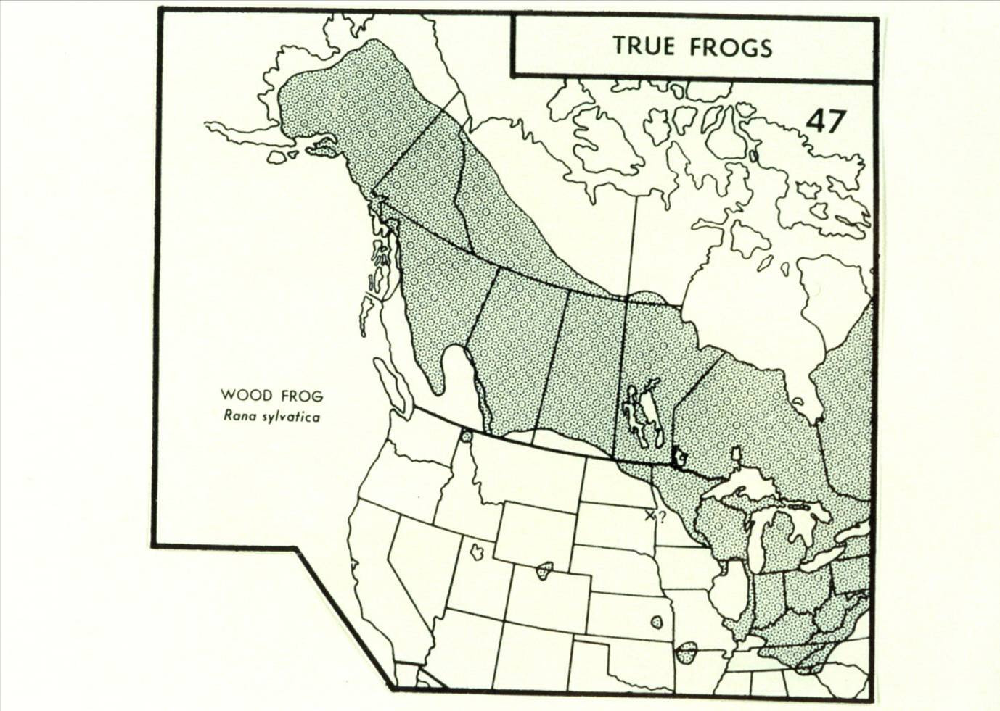 TRUE FROGS
47
WOOD FROG
Rana sylvatica
×?